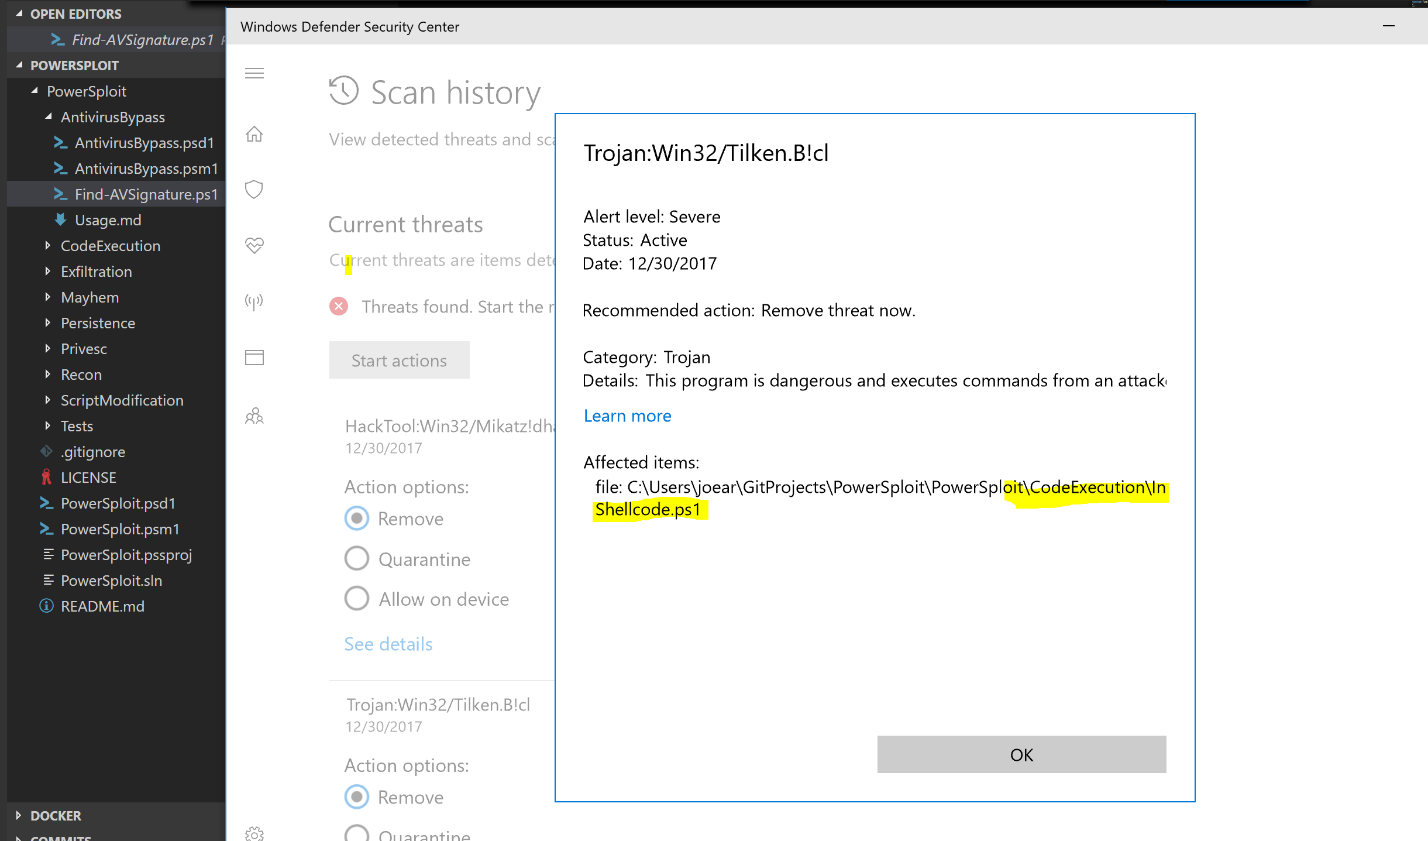 OPEN EDITORS
Find-AVSignature.ps1
POWERSPLOIT
PowerSploit
AntivirusBypass
AntivirusBypass.psd1
AntivirusBypass.psm1
Find-AVSignature.ps1
Usage.md
CodeExecution
Exfiltration
Mayhem
Persistence
Privesc
Recon
ScriptModification
Tests
.gitignore
LICENSE
PowerSploit.psd1
PowerSploit.psm1
PowerSploit.pssproj
PowerSploit.sln
README.md
DOCKER
COMMITS
Windows Defender Security Center
Scan history
View detected threats and sca
Current threats
Current threats are items dete
Threats found. Start the r
Start actions
HackTool:Win32/Mikatz!dha
12/30/2017
Action options:
Remove
Quarantine
Allow on device
See details
Trojan:Win32/Tilken.B!cl
12/30/2017
Action options:
Remove
Quarantine
Trojan:Win32/Tilken.B!cl
Alert level: Severe
Status: Active
Date: 12/30/2017
Recommended action: Remove threat now.
Category: Trojan
Details: This program is dangerous and executes commands from an attack
Learn more
Affected items:
file: C:\Users\joear\GitProjects\PowerSploit\PowerSploit\CodeExecution\In
Shellcode.ps1
OK